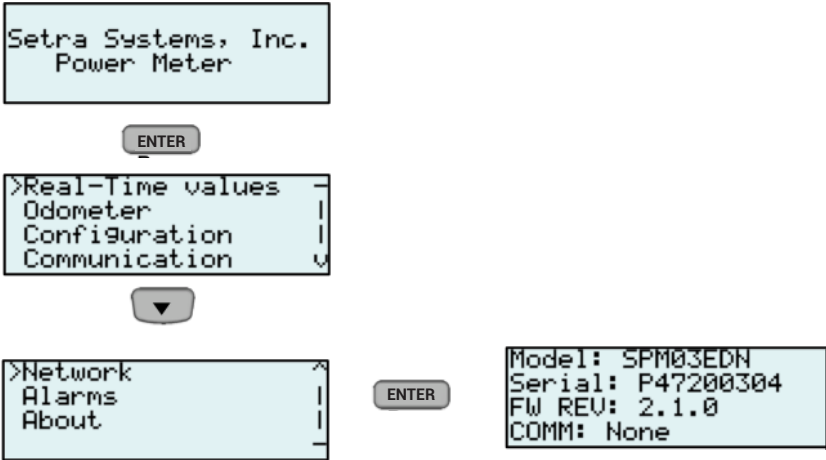 Setra Systems, Inc.
Power Meter
ENTER
>Real-Time values
Odometer
Configuration
Communication
>Network
Alarms
About
ENTER
Model: SPM03EDN
Serial: P47200304
FW REV: 2.1.0
COMM: None